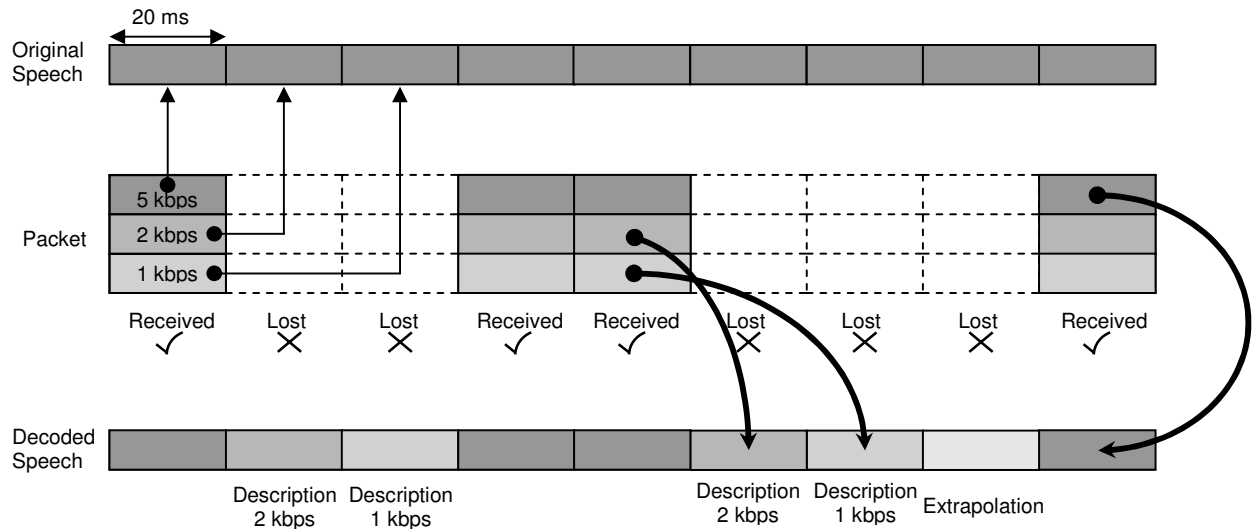 20 ms
Original
Speech
5 kbps
2 kbps
1 kbps
Packet
Received Lost Lost Received Received Lost Lost Lost Received
Decoded
Speech
Description Description Description Description Extrapolation
2 kbps 1 kbps 2 kbps 1 kbps